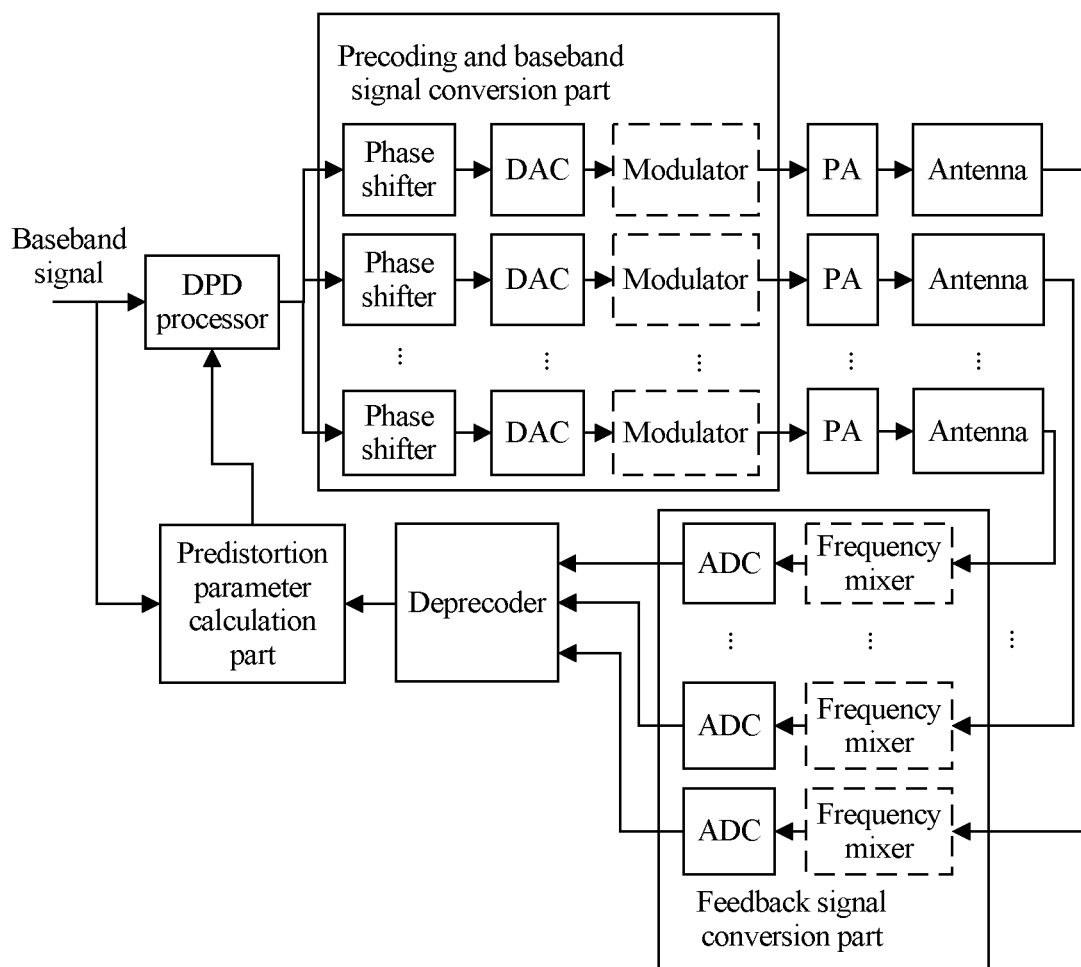 Precoding and baseband
signal conversion part
Phase
shifter
DAC
Modulator
PA
Antenna
Baseband
signal
DPD
processor
Phase
shifter
DAC
Modulator
PA
Antenna
...
...
...
...
...
Phase
shifter
DAC
Modulator
PA
Antenna
Predistortion
parameter
calculation
part
Deprecoder
ADC
Frequency
mixer
...
...
...
ADC
Frequency
mixer
ADC
Frequency
mixer
Feedback signal
conversion part